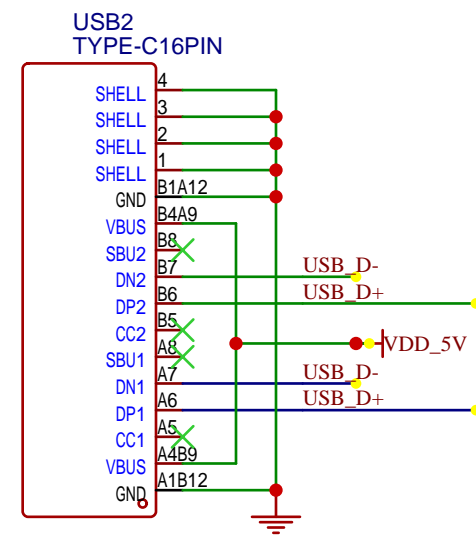 USB2
TYPE-C16PIN
SHELL 4
SHELL 3
SHELL 2
SHELL 1
GND B1A12
VBUS B4A9
SBU2 B8
DN2 B7 USB_D-
DP2 B6 USB_D+
CC2 B5
VDD_5V
SBU1 A8
DN1 A7 USB_D-
DP1 A6 USB_D+
CC1 A5
VBUS A4B9
GND A1B12